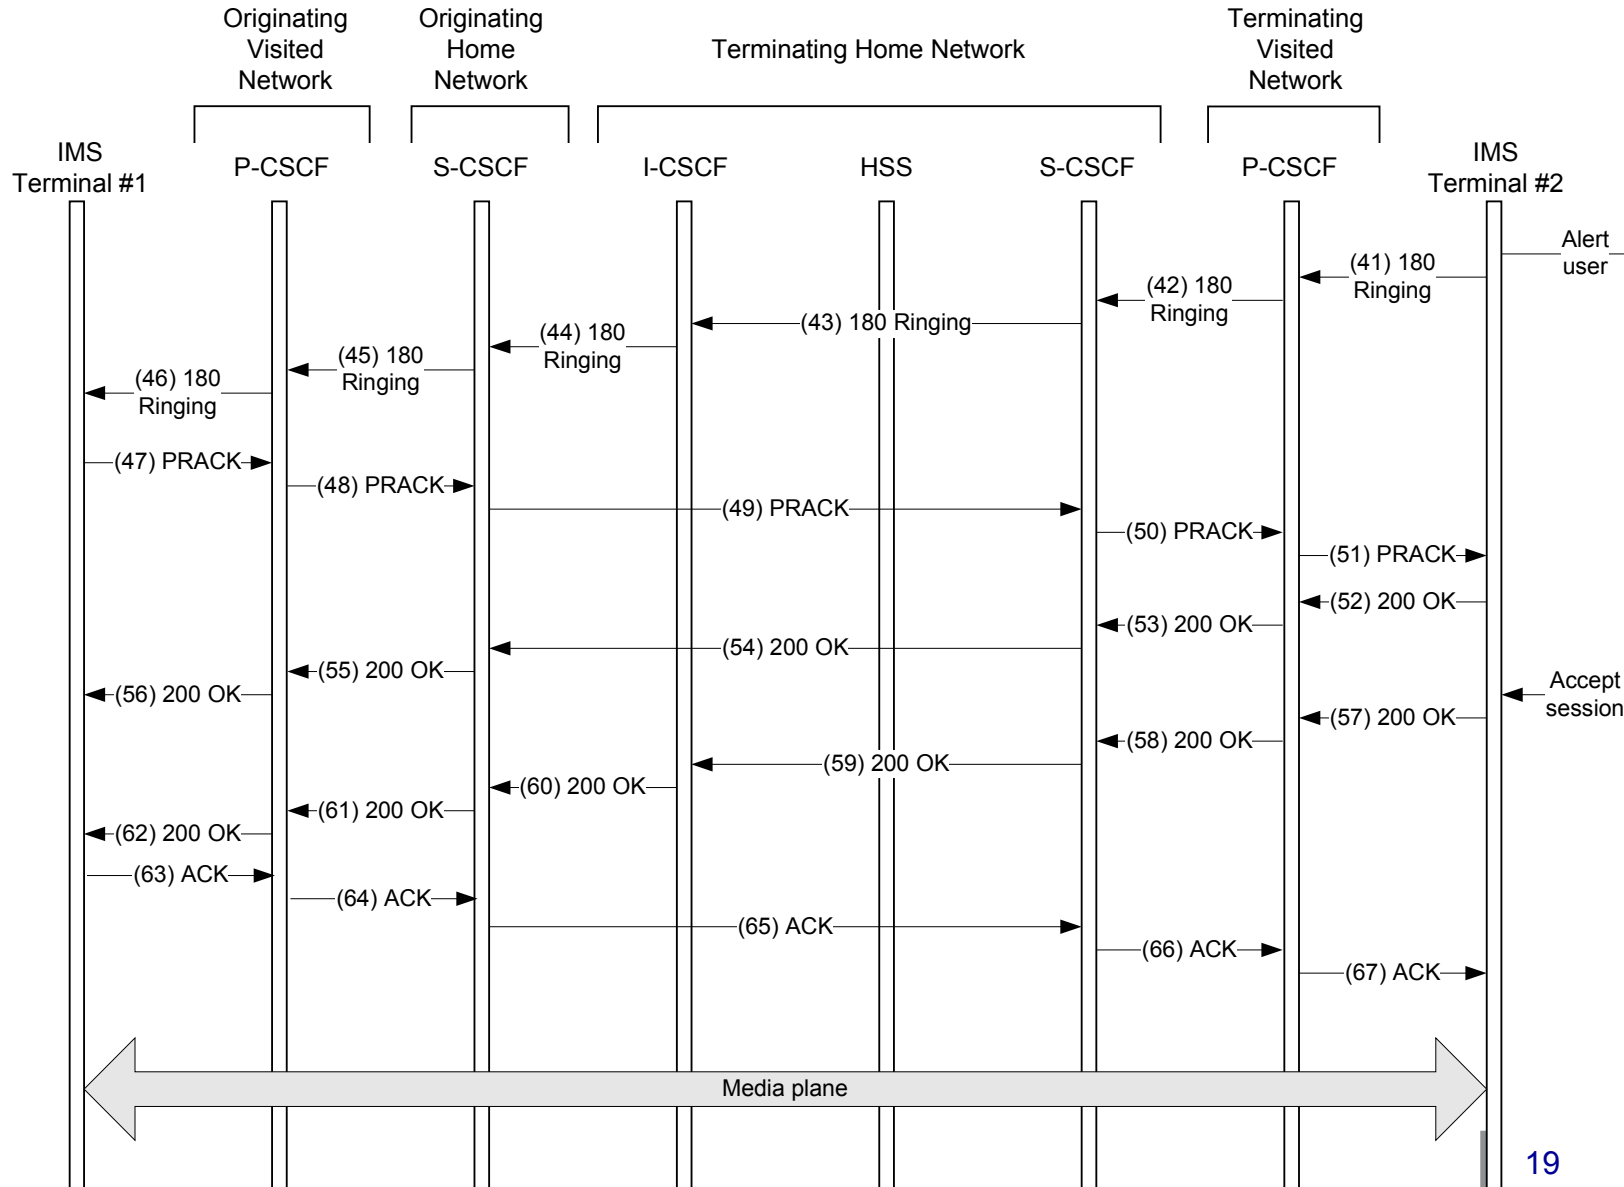 Originating
Visited
Network
Originating
Home
Network
Terminating Home Network
Terminating
Visited
Network
IMS
Terminal #1
P-CSCF
S-CSCF
I-CSCF
HSS
S-CSCF
P-CSCF
IMS
Terminal #2
Alert
user
(41) 180
Ringing
(42) 180
Ringing
(43) 180 Ringing
(44) 180
Ringing
(45) 180
Ringing
(46) 180
Ringing
(47) PRACK
(48) PRACK
(49) PRACK
(50) PRACK
(51) PRACK
(52) 200 OK
(53) 200 OK
(54) 200 OK
(55) 200 OK
(56) 200 OK
Accept
session
(57) 200 OK
(58) 200 OK
(59) 200 OK
(60) 200 OK
(61) 200 OK
(62) 200 OK
(63) ACK
(64) ACK
(65) ACK
(66) ACK
(67) ACK
Media plane
19